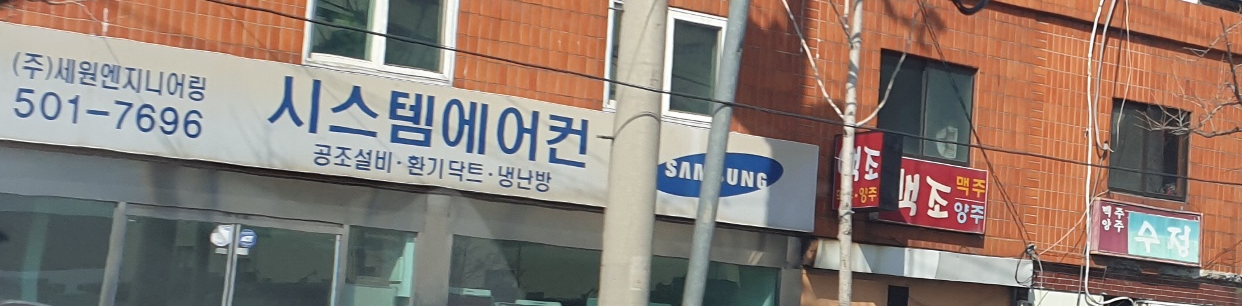 (주)세원엔지니어링
501-7696
시스템에어컨
공조설비·환기닥트·냉난방
SAMSUNG
백조
양주
백조
맥주
양주
맥주
양주
수정